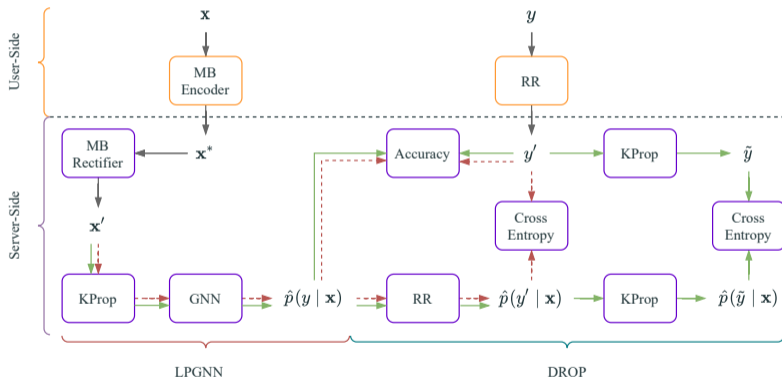 x
y
User-Side
MB
Encoder
RR
MB
Rectifier
x*
Accuracy
y′
KProp
ỹ
Server-Side
x′
Cross
Entropy
Cross
Entropy
KProp
GNN
p̂(y | x)
RR
p̂(y′ | x)
KProp
p̂(ỹ | x)
LPGNN
DROP